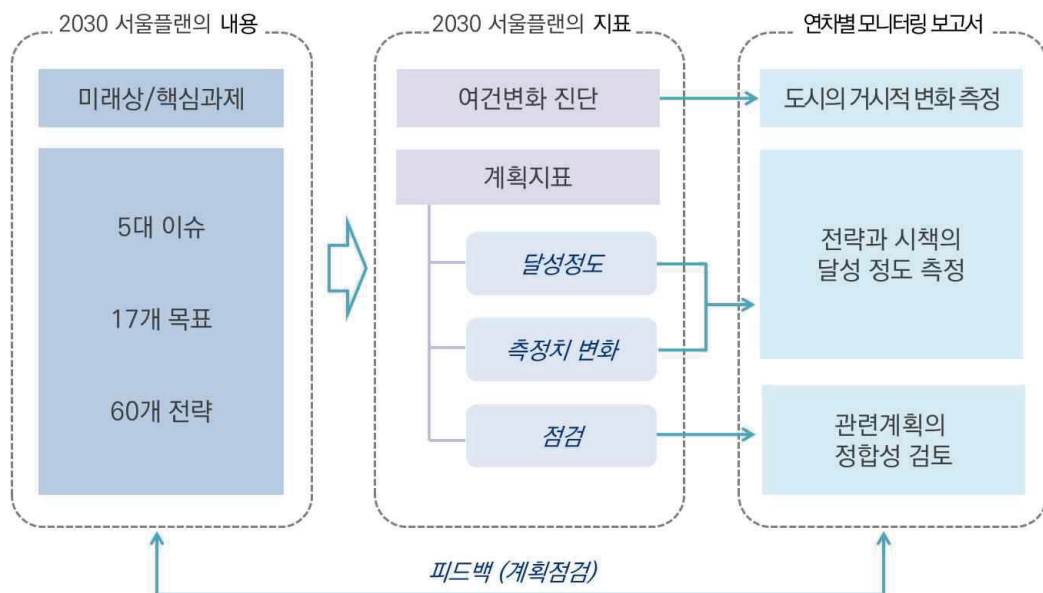 2030 서울플랜의 내용
미래상/핵심과제
5대 이슈
17개 목표
60개 전략
2030 서울플랜의 지표
여건변화 진단
계획지표
달성정도
측정치 변화
점검
연차별 모니터링 보고서
도시의 거시적 변화 측정
전략과 시책의
달성 정도 측정
관련계획의
정합성 검토
피드백 (계획점검)